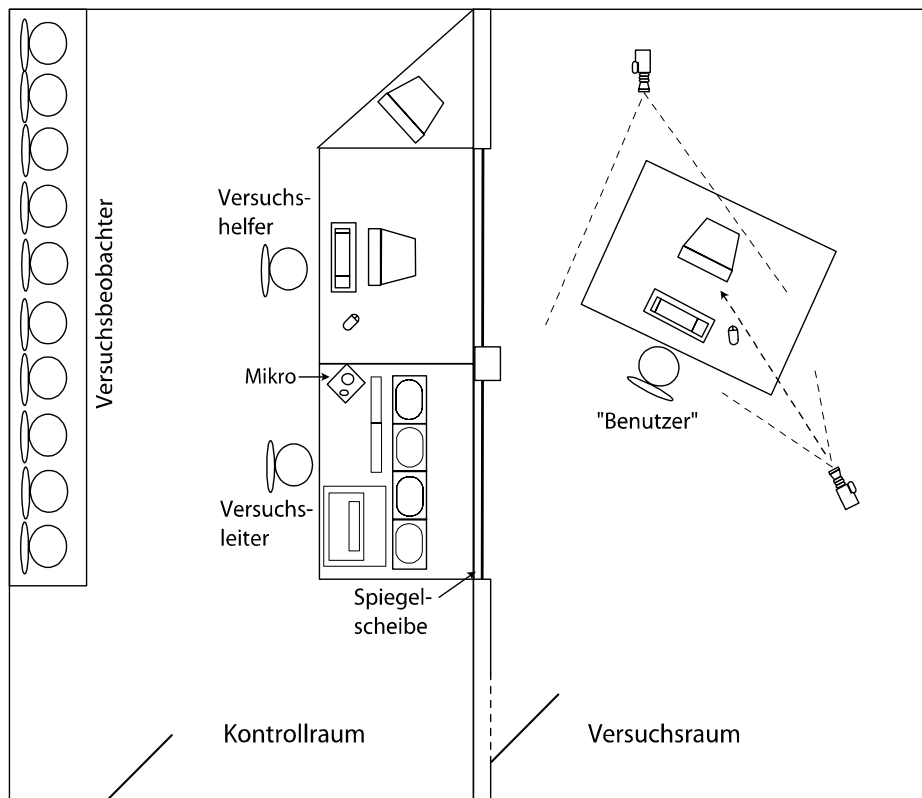 Versuchsbeobachter
Versuchs-
helfer
Mikro
Versuchs-
leiter
Spiegel-
scheibe
"Benutzer"
Kontrollraum
Versuchsraum